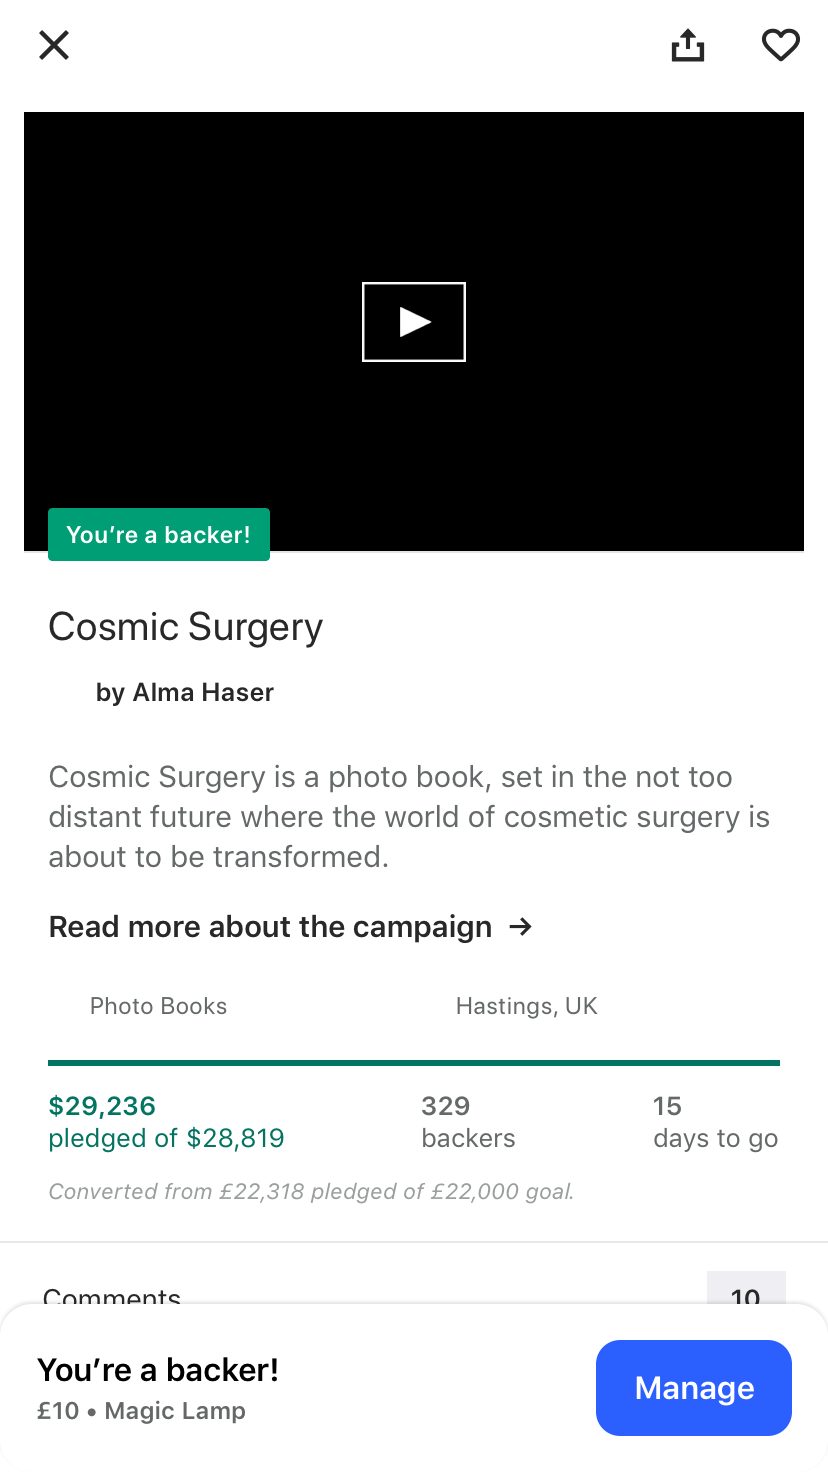 You’re a backer!
Cosmic Surgery
by Alma Haser
Cosmic Surgery is a photo book, set in the not too
distant future where the world of cosmetic surgery is
about to be transformed.
Read more about the campaign →
Photo Books
Hastings, UK
$29,236
pledged of $28,819
329
backers
15
days to go
Converted from £22,318 pledged of £22,000 goal.
Comments
10
You’re a backer!
£10 • Magic Lamp
Manage